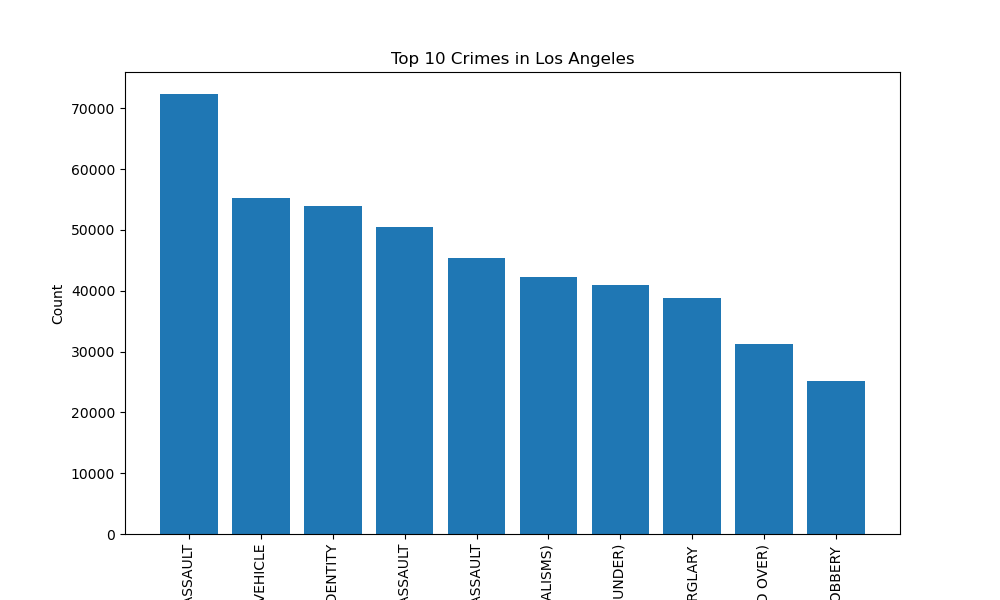 Top 10 Crimes in Los Angeles
Count
70000
60000
50000
40000
30000
20000
10000
0
ASSAULT
VEHICLE
DENTITY
ASSAULT
ASSAULT
ALISMS)
UNDER)
RGLARY
OVER)
OBBERY